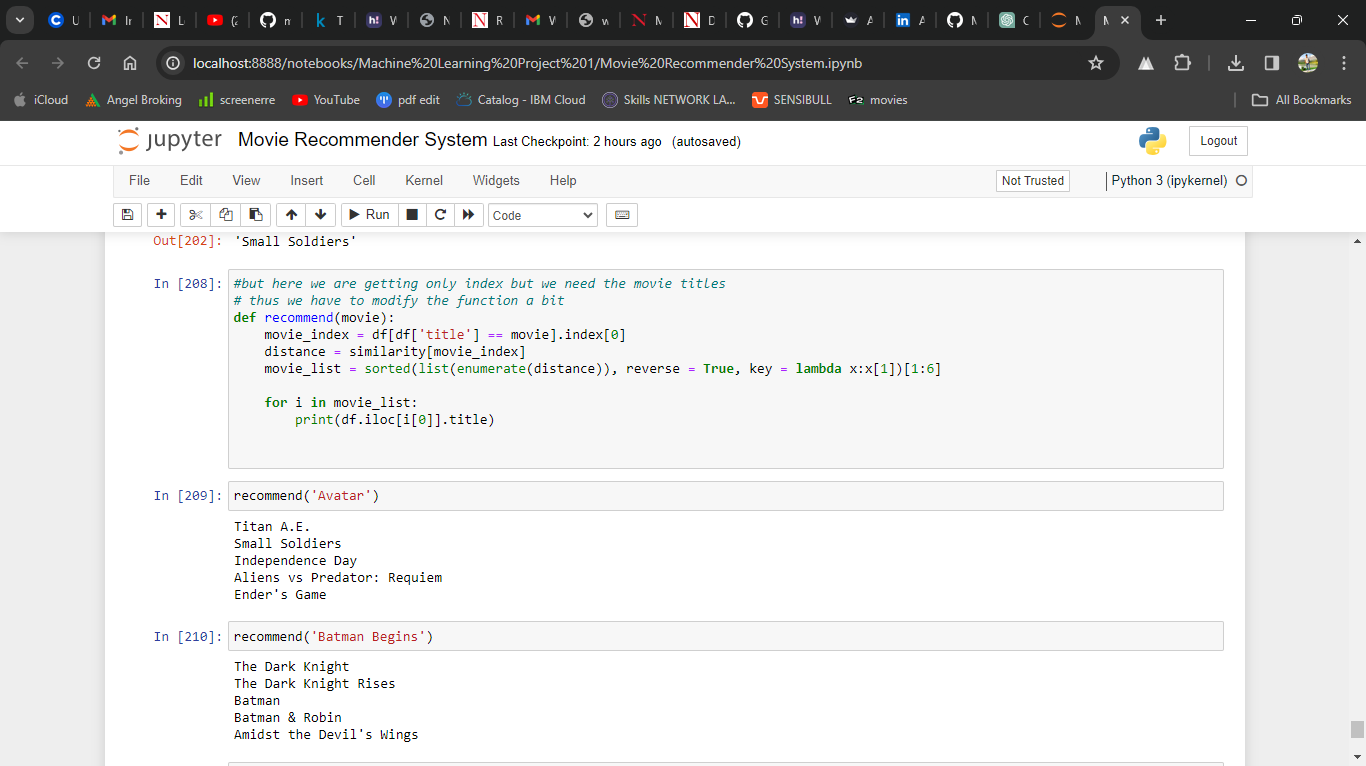 U
Ir
L
(2
n
T
W
N
R
W
w
M
D
G
W
A
A
M
C
M
M
localhost:8888/notebooks/Machine%20Learning%20Project%201/Movie%20Recommender%20System.ipynb
iCloud Angel Broking screenerre YouTube pdf edit Catalog - IBM Cloud Skills NETWORK LA... SENSIBULL movies All Bookmarks
jupyter Movie Recommender System Last Checkpoint: 2 hours ago (autosaved) Logout
File Edit View Insert Cell Kernel Widgets Help Not Trusted Python 3 (ipykernel)
Run Code
Out[202]: 'Small Soldiers'
In [208]: #but here we are getting only index but we need the movie titles
# thus we have to modify the function a bit
def recommend(movie):
    movie_index = df[df['title'] == movie].index[0]
    distance = similarity[movie_index]
    movie_list = sorted(list(enumerate(distance)), reverse = True, key = lambda x:x[1])[1:6]
    for i in movie_list:
        print(df.iloc[i[0]].title)
In [209]: recommend('Avatar')
Titan A.E.
Small Soldiers
Independence Day
Aliens vs Predator: Requiem
Ender's Game
In [210]: recommend('Batman Begins')
The Dark Knight
The Dark Knight Rises
Batman
Batman & Robin
Amidst the Devil's Wings